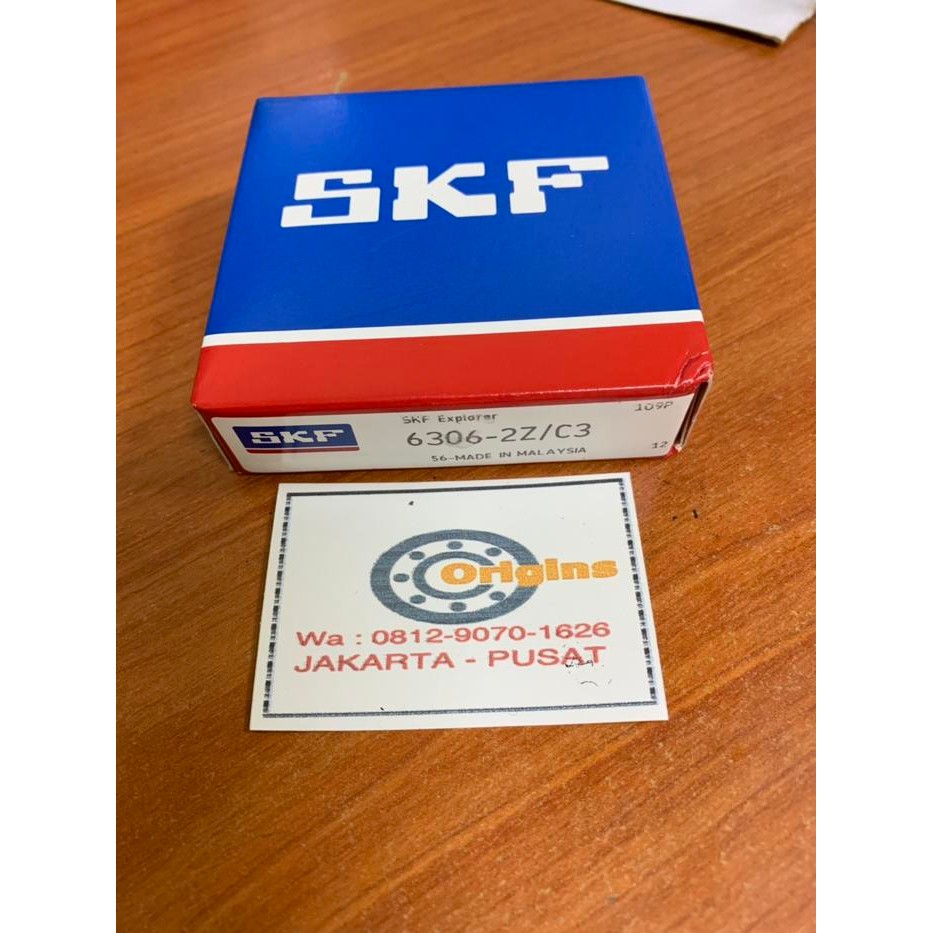 SKF
SKF Explorer
109P
SKF
6306-2Z/C3
12
56-MADE IN MALAYSIA
Origins
Wa : 0812-9070-1626
JAKARTA - PUSAT